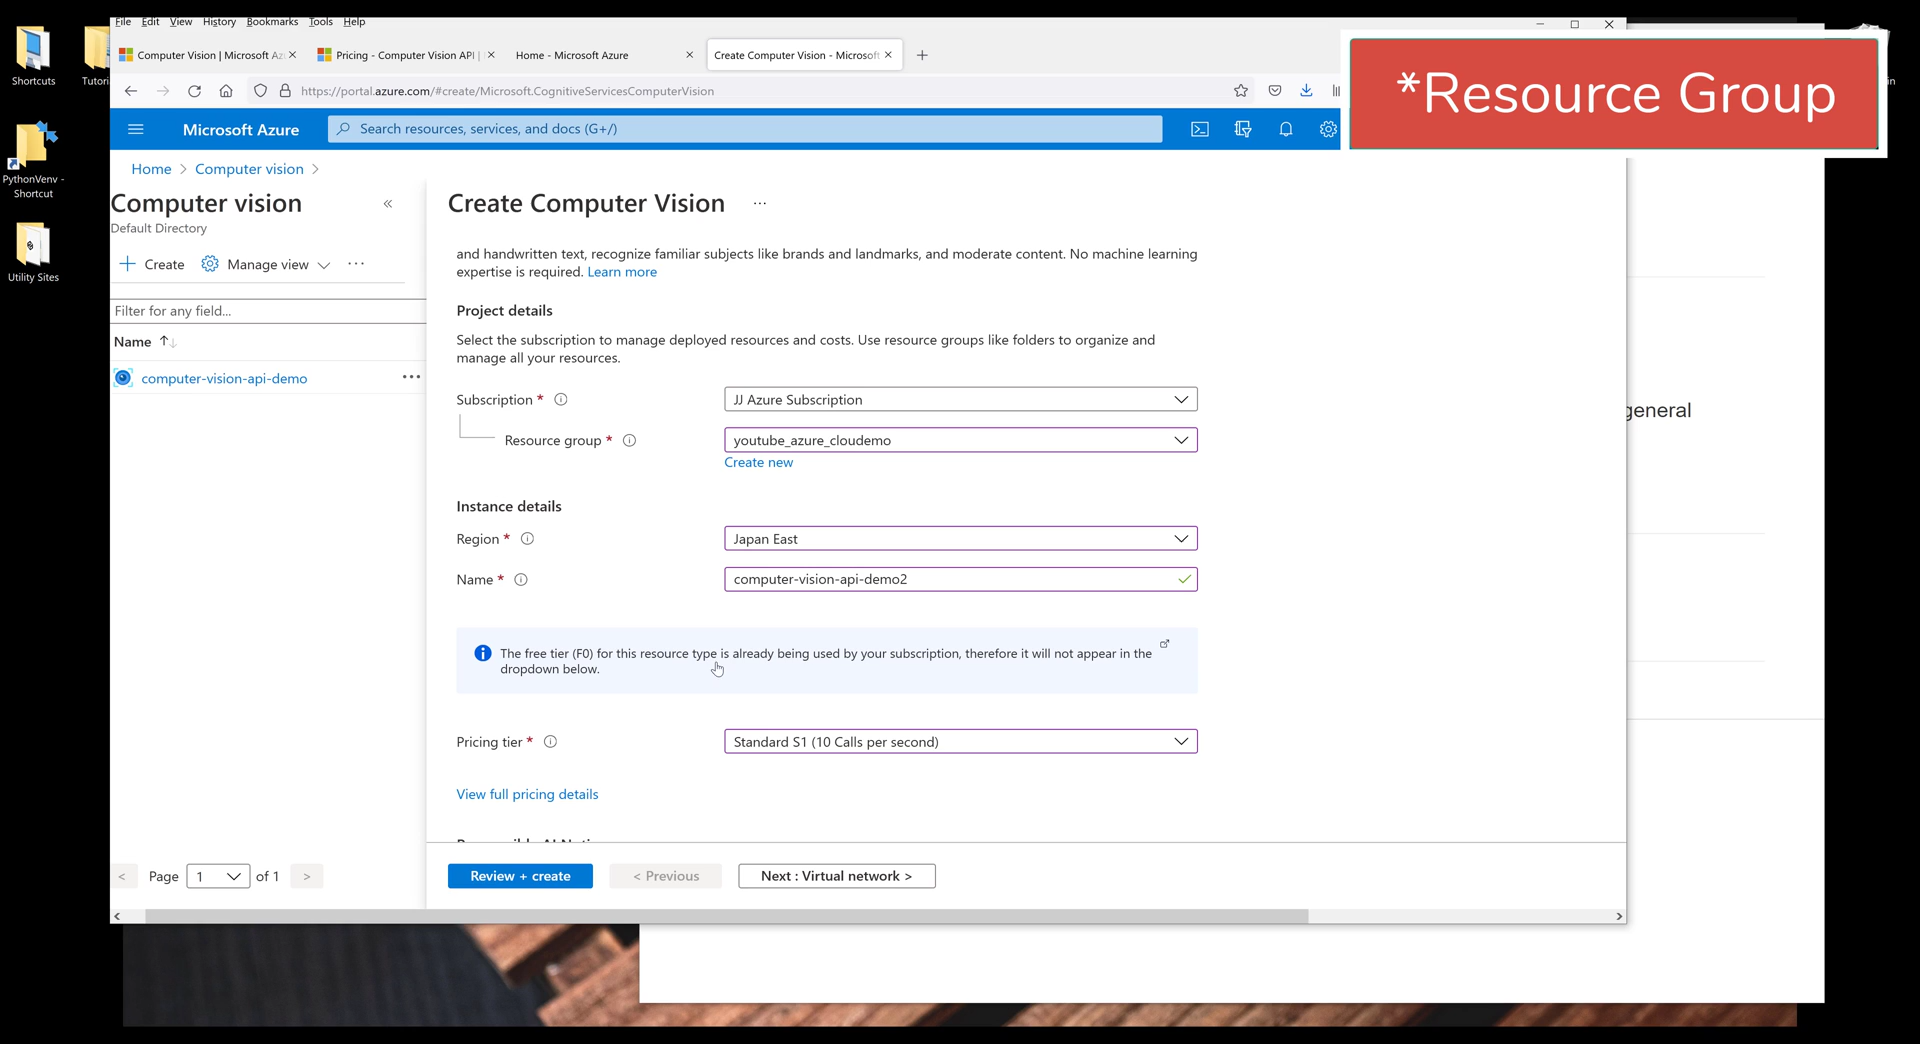 File Edit View History Bookmarks Tools Help
Computer Vision | Microsoft Az
Pricing - Computer Vision API |
Home - Microsoft Azure
Create Computer Vision - Microsoft
https://portal.azure.com/#create/Microsoft.CognitiveServicesComputerVision
*Resource Group
Microsoft Azure
Search resources, services, and docs (G+/)
Shortcuts
Tutori
PythonVenv -
Shortcut
Utility Sites
Home > Computer vision >
Computer vision
Default Directory
Create
Manage view
Filter for any field...
Name
computer-vision-api-demo
Page 1 of 1
Create Computer Vision
and handwritten text, recognize familiar subjects like brands and landmarks, and moderate content. No machine learning
expertise is required. Learn more
Project details
Select the subscription to manage deployed resources and costs. Use resource groups like folders to organize and
manage all your resources.
Subscription *
JJ Azure Subscription
Resource group *
youtube_azure_cloudemo
Create new
Instance details
Region *
Japan East
Name *
computer-vision-api-demo2
The free tier (F0) for this resource type is already being used by your subscription, therefore it will not appear in the
dropdown below.
Pricing tier *
Standard S1 (10 Calls per second)
View full pricing details
Review + create
< Previous
Next : Virtual network >
general